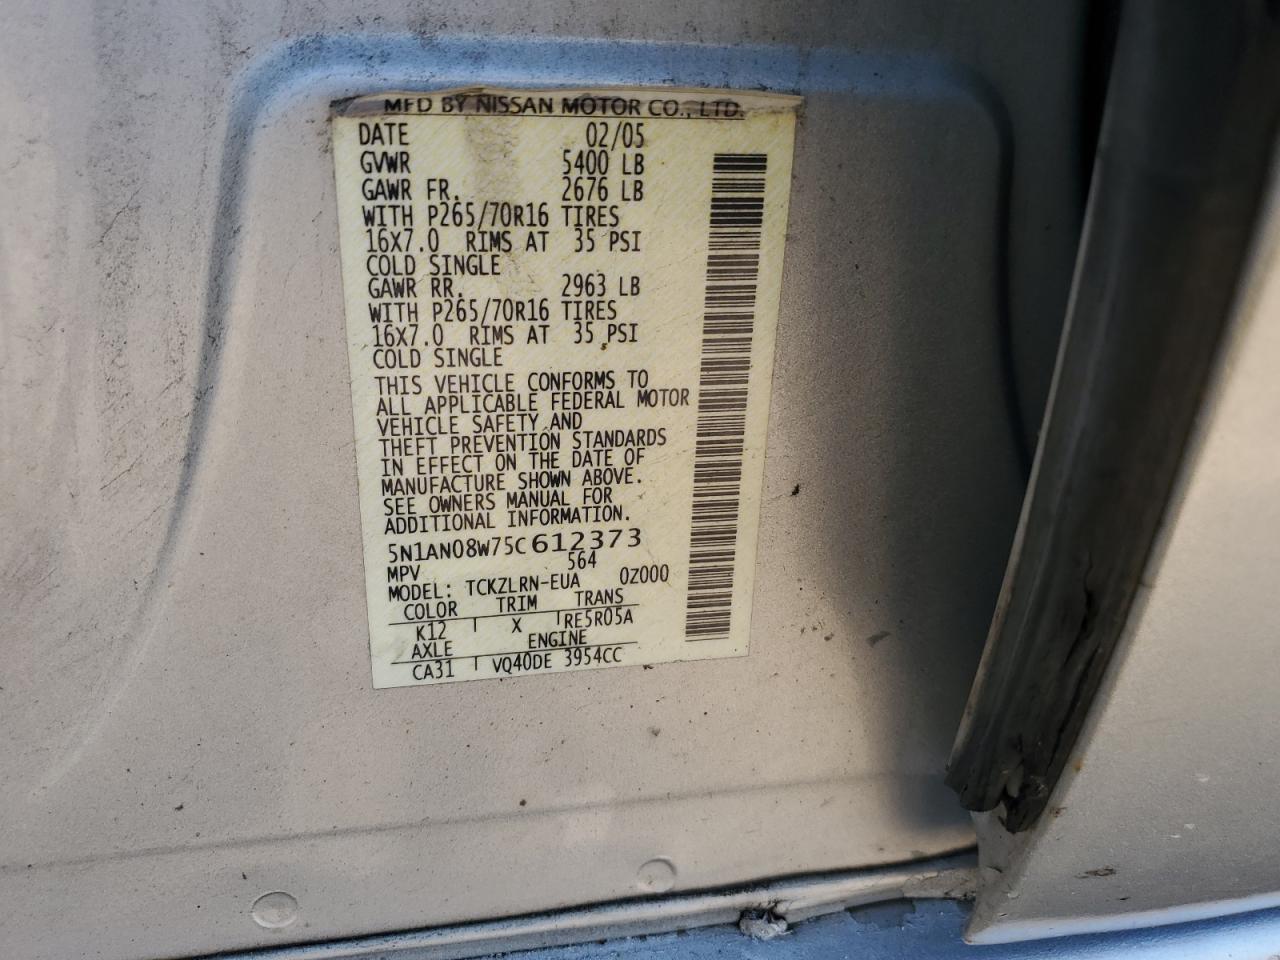 MFD BY NISSAN MOTOR CO., LTD.
DATE 02/05
GVWR 5400 LB
GAWR FR. 2676 LB
WITH P265/70R16 TIRES
16X7.0 RIMS AT 35 PSI
COLD SINGLE
GAWR RR. 2963 LB
WITH P265/70R16 TIRES
16X7.0 RIMS AT 35 PSI
COLD SINGLE
THIS VEHICLE CONFORMS TO
ALL APPLICABLE FEDERAL MOTOR
VEHICLE SAFETY AND
THEFT PREVENTION STANDARDS
IN EFFECT ON THE DATE OF
MANUFACTURE SHOWN ABOVE.
SEE OWNERS MANUAL FOR
ADDITIONAL INFORMATION.
5N1AN08W75C612373
MPV 564
MODEL: TCKZLRN-EUA 0Z000
COLOR TRIM TRANS
K12 X RE5R05A
AXLE ENGINE
CA31 VQ40DE 3954CC